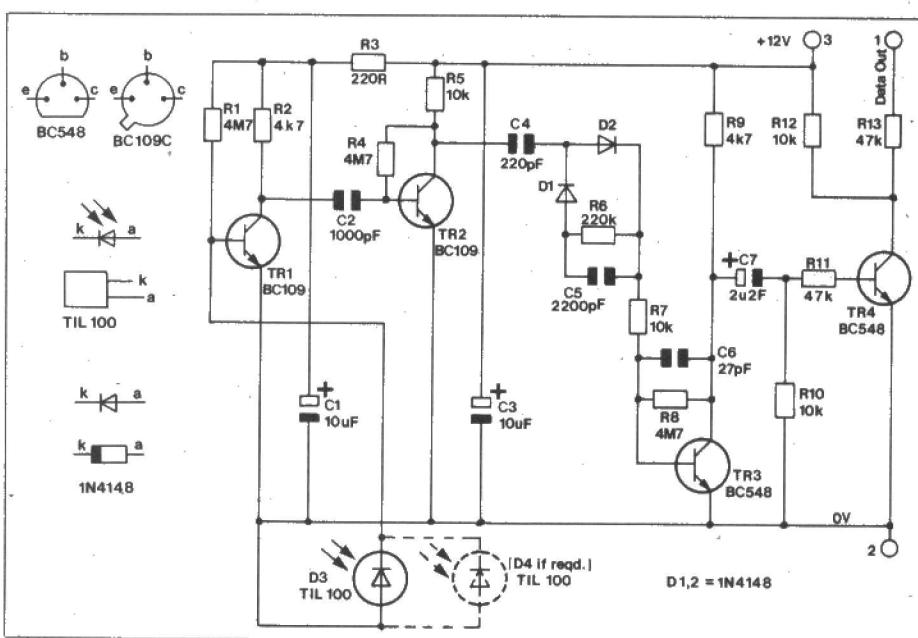 b
e
c
BC548
b
e
c
BC109C
k
a
k
a
TIL 100
k
a
k
a
1N4148
R1
4M7
R2
4k7
R3
220R
R4
4M7
R5
10k
C2
1000pF
TR1
BC109
TR2
BC109
C4
220pF
D2
D1
R6
220k
C5
2200pF
R7
10k
R9
4k7
+12V
3
1
Data Out
R12
10k
R13
47k
+
C7
2u2F
R11
47k
TR4
BC548
C6
27pF
R8
4M7
R10
10k
TR3
BC548
+
C1
10uF
+
C3
10uF
0V
2
D3
TIL 100
[D4 if reqd.]
TIL 100
D1,2 = 1N4148